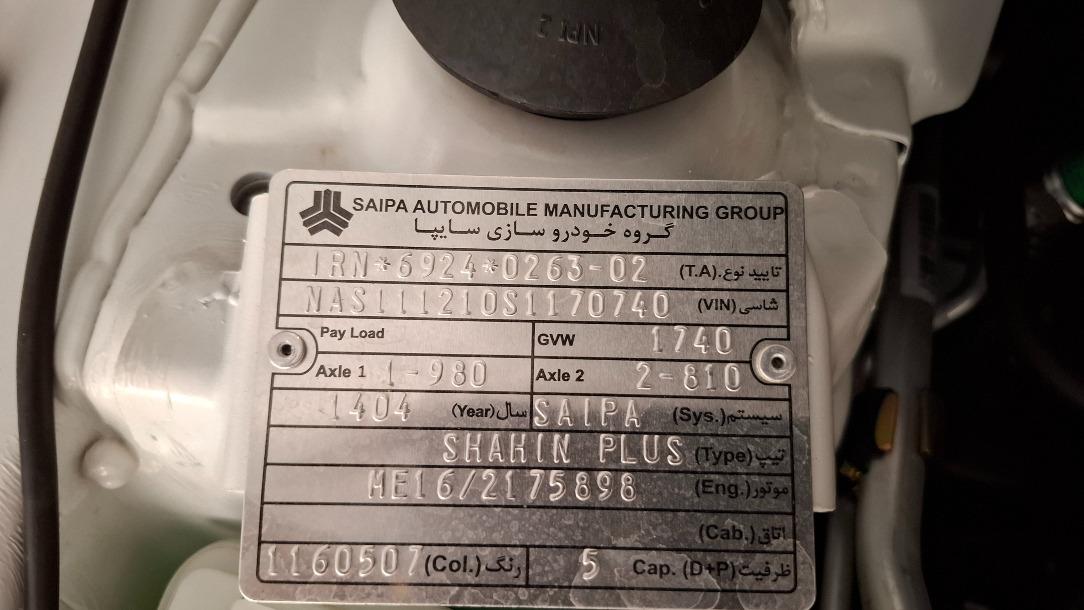 NPT 2
SAIPA AUTOMOBILE MANUFACTURING GROUP
گروه خودرو سازی سایپا
IRN*6924*0263-02 تایید نوع.(T.A)
NAS111210S1170740 شاسی(VIN)
Pay Load GVW 1740
Axle 1 1-980 Axle 2 2-810
1404 سال(Year) SAIPA سیستم(Sys.)
SHAHIN PLUS تیپ(Type)
ME16/2175898 موتور(Eng.)
اتاق(Cab.)
1160507 رنگ(Col.) 5 ظرفیت Cap. (D+P)